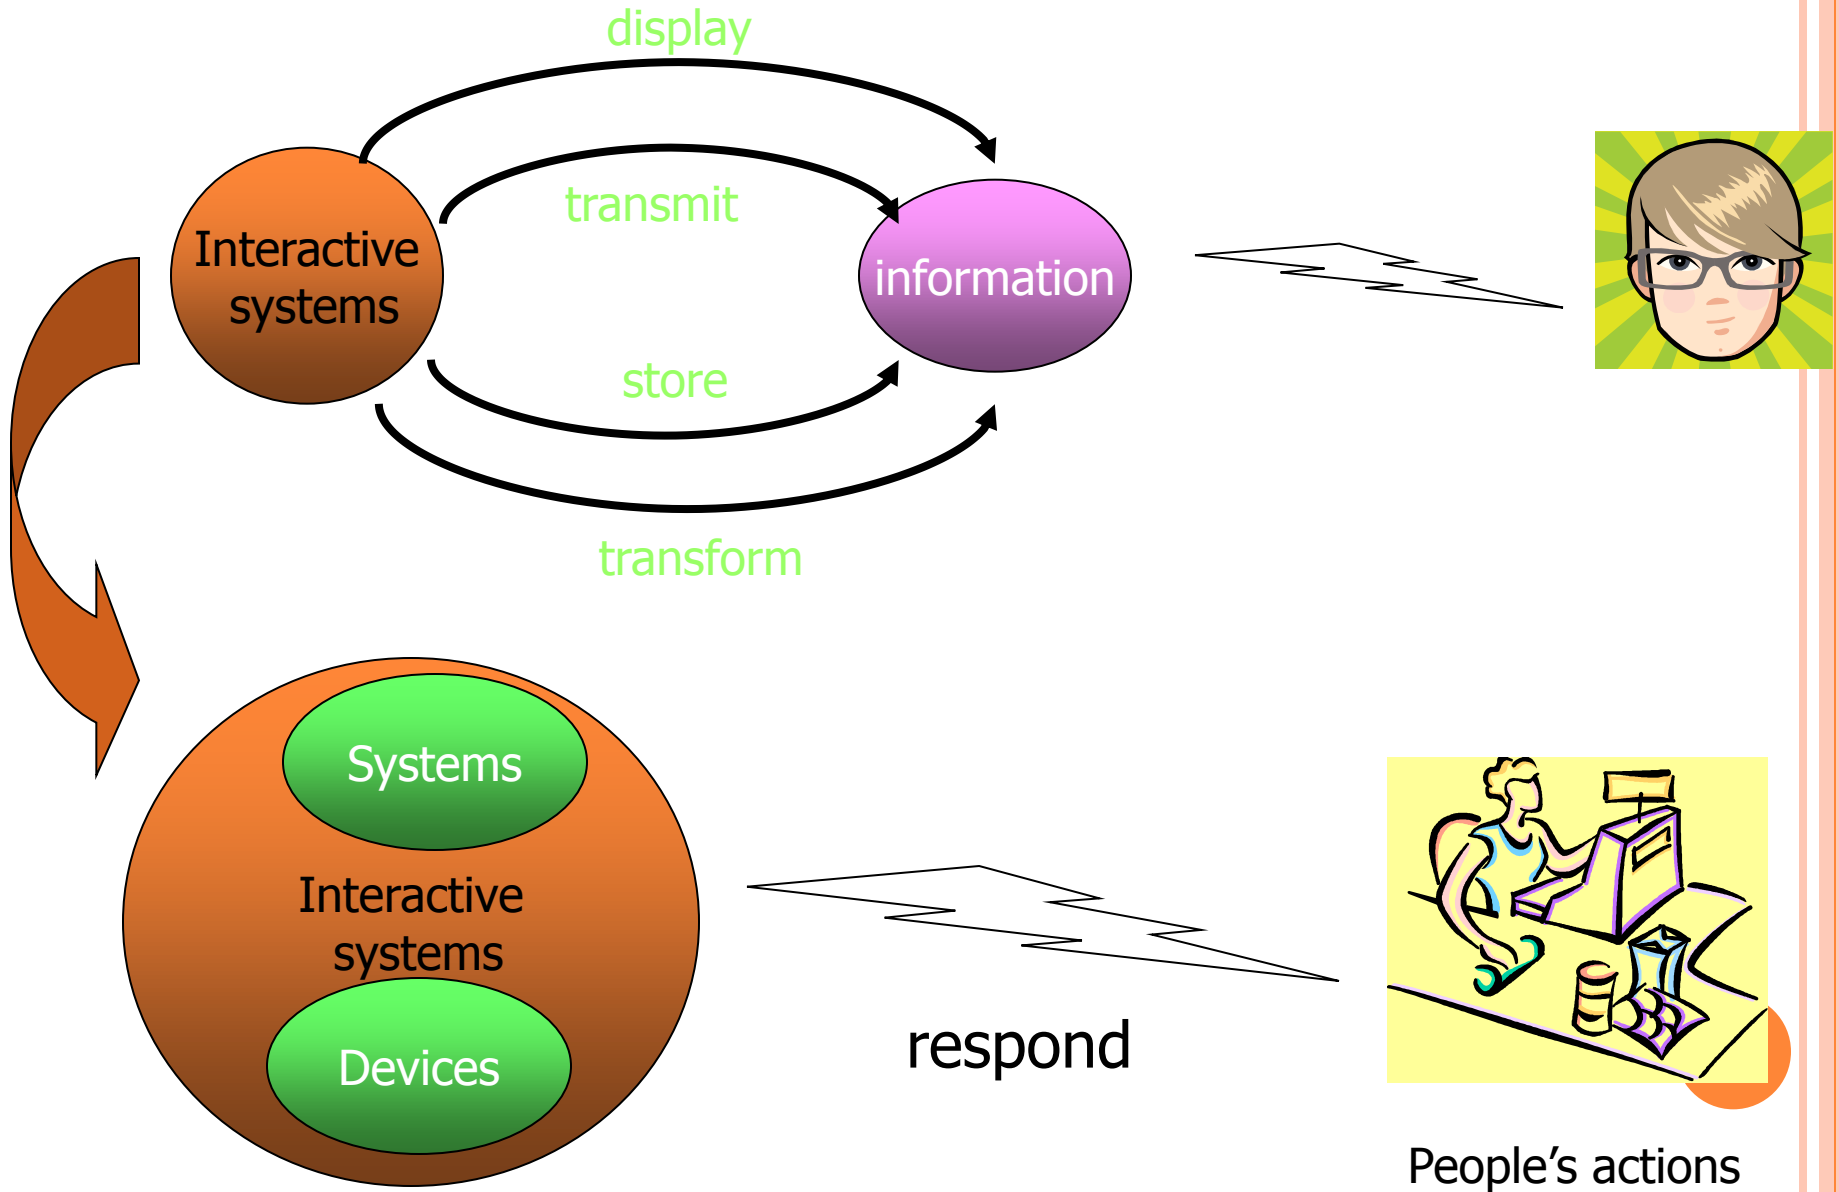 display
transmit
Interactive
systems
information
store
transform
Systems
Interactive
systems
Devices
respond
People’s actions